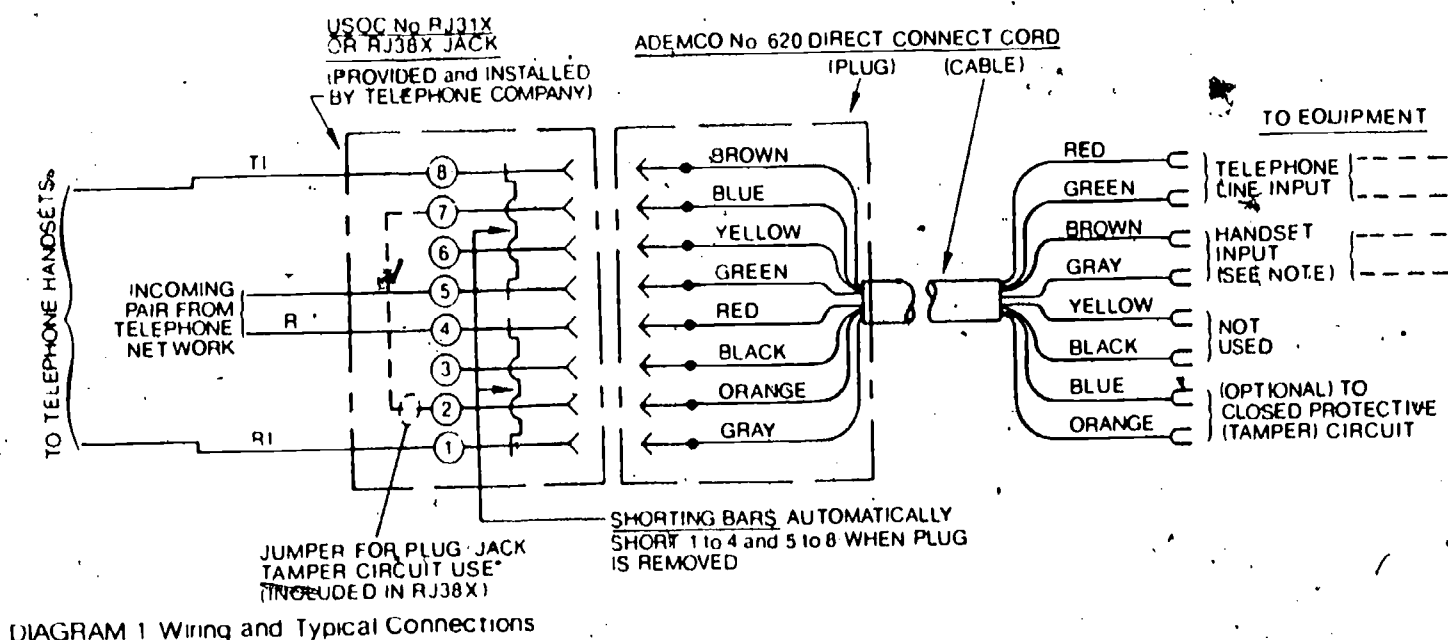 USOC No RJ31X
OR RJ38X JACK
(PROVIDED and INSTALLED
BY TELEPHONE COMPANY)
ADEMCO No 620 DIRECT CONNECT CORD
(PLUG)
(CABLE)
TO EQUIPMENT
TO TELEPHONE HANDSETS
T1
INCOMING
PAIR FROM
TELEPHONE
NETWORK
R
R1
8
7
6
5
4
3
2
1
BROWN
BLUE
YELLOW
GREEN
RED
BLACK
ORANGE
GRAY
RED
GREEN
BROWN
GRAY
YELLOW
BLACK
BLUE
ORANGE
TELEPHONE
LINE INPUT
HANDSET
INPUT
(SEE NOTE)
NOT
USED
(OPTIONAL) TO
CLOSED PROTECTIVE
(TAMPER) CIRCUIT
SHORTING BARS AUTOMATICALLY
SHORT 1 to 4 and 5 to 8 WHEN PLUG
IS REMOVED
JUMPER FOR PLUG JACK
TAMPER CIRCUIT USE*
(INCLUDED IN RJ38X)
DIAGRAM 1 Wiring and Typical Connections